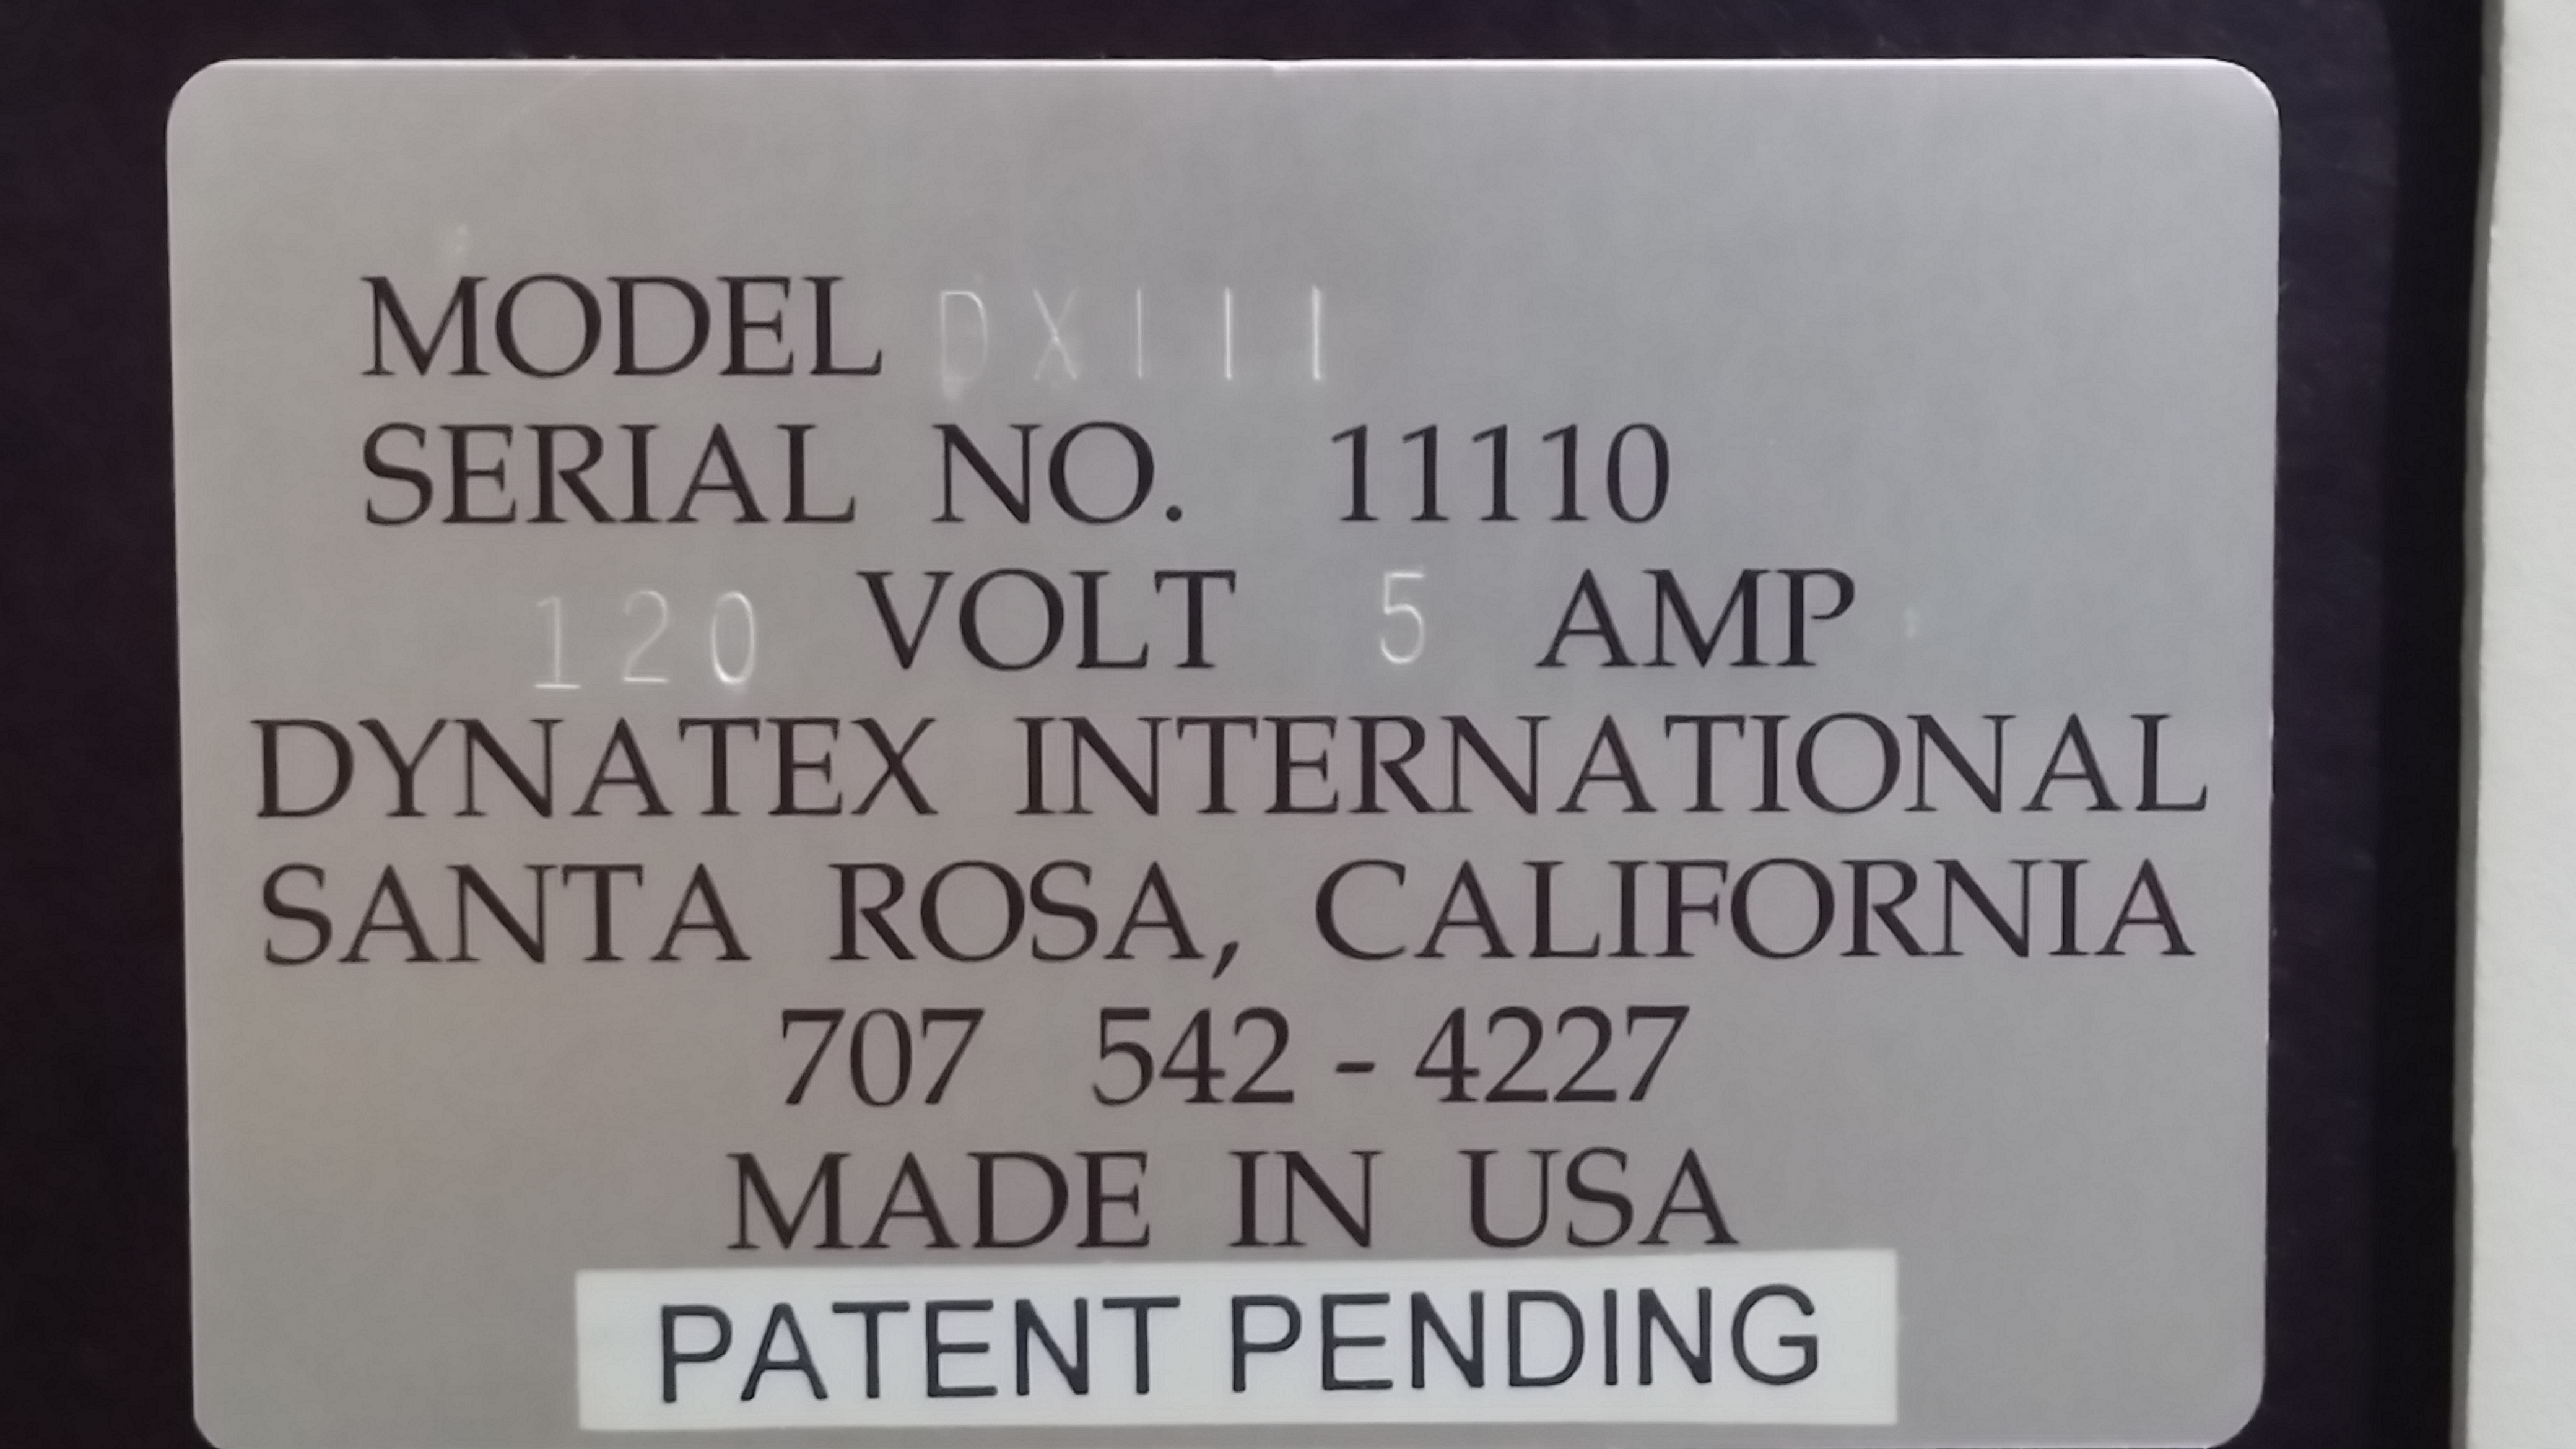 MODEL DXIII
SERIAL NO. 11110
120 VOLT 5 AMP
DYNATEX INTERNATIONAL
SANTA ROSA, CALIFORNIA
707 542 - 4227
MADE IN USA
PATENT PENDING